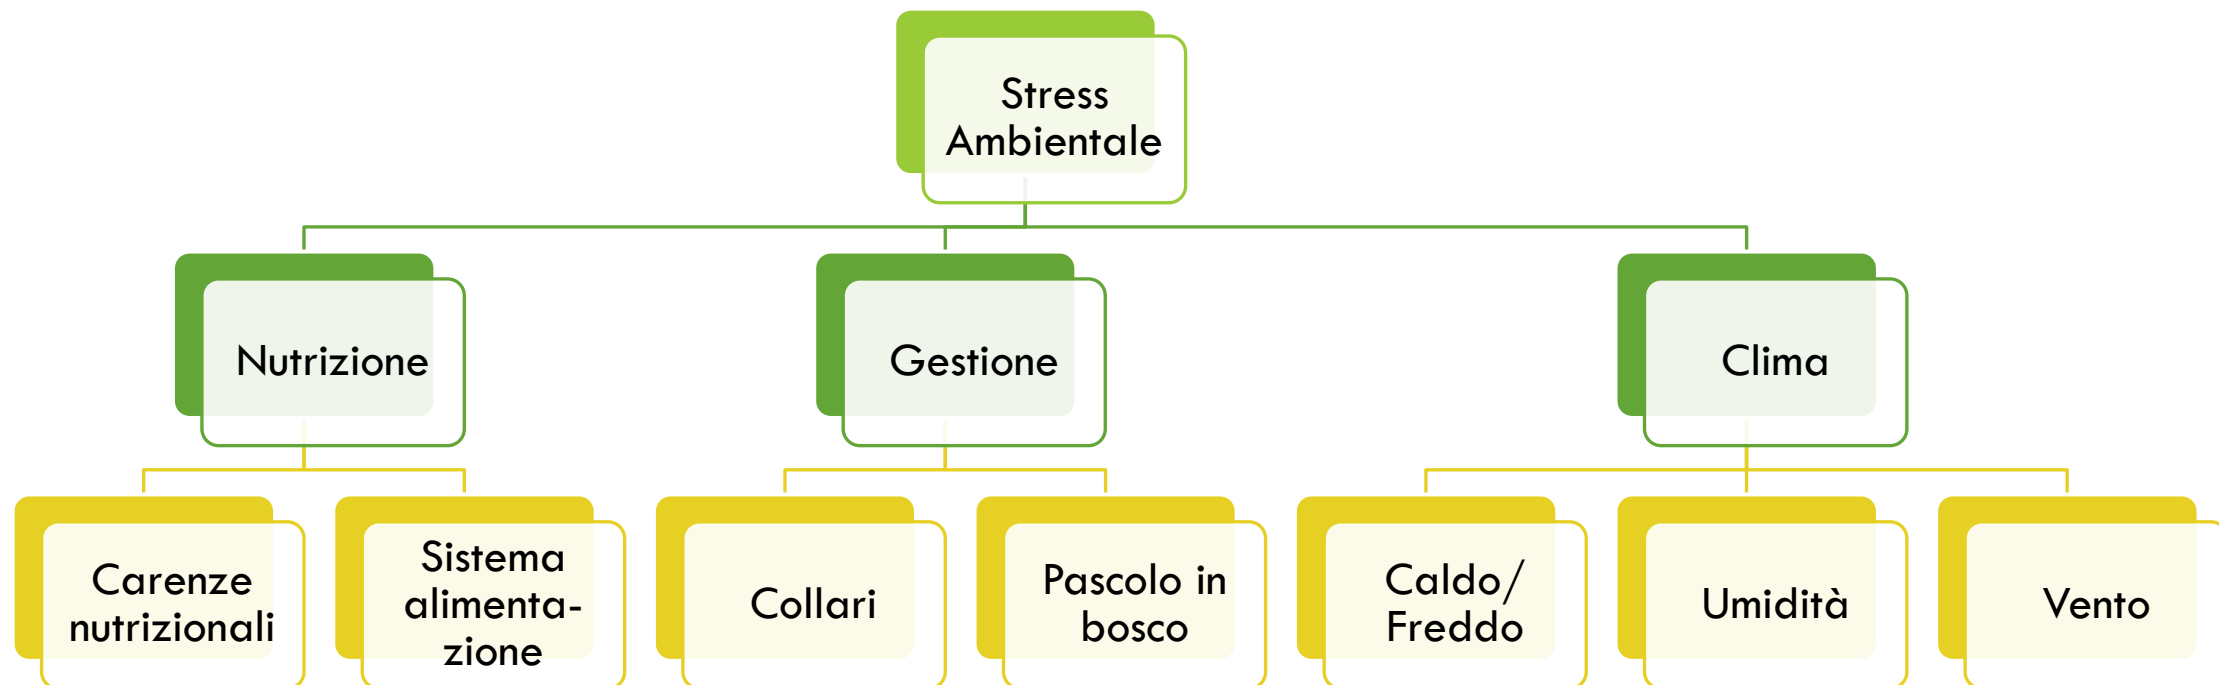 Stress
Ambientale
Nutrizione
Gestione
Clima
Carenze
nutrizionali
Sistema
alimenta-
zione
Collari
Pascolo in
bosco
Caldo/
Freddo
Umidità
Vento